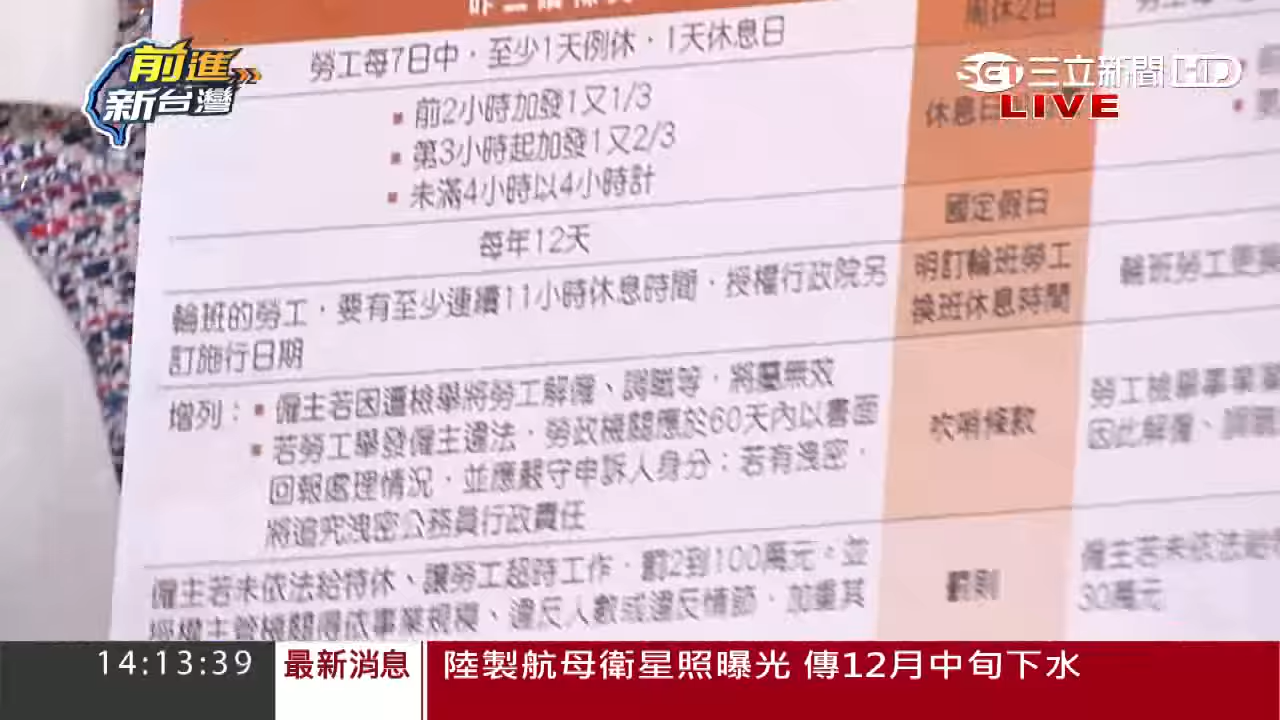 前進
新台灣
SET三立新聞HD
LIVE
周休2日
勞工每7日中，至少1天例休，1天休息日
▪ 前2小時加發1又1/3
▪ 第3小時起加發1又2/3
▪ 未滿4小時以4小時計
休息日
每年12天
國定假日
輪班的勞工，要有至少連續11小時休息時間，授權行政院另
訂施行日期
明訂輪班勞工
換班休息時間
輪班勞工更換
增列：▪ 僱主若因遭檢舉將勞工解僱、調職等，將屬無效
▪ 若勞工舉發僱主違法，勞政機關應於60天內以書面
回報處理情況，並應嚴守申訴人身分；若有洩密，
將追究洩密公務員行政責任
吹哨條款
勞工檢舉事業單
因此解僱、調職
僱主若未依法給特休、讓勞工超時工作，罰2到100萬元。並
授權主管機關得依事業規模、違反人數或違反情節，加重其
罰則
僱主若未依法給
30萬元
14:13:39
最新消息
陸製航母衛星照曝光 傳12月中旬下水